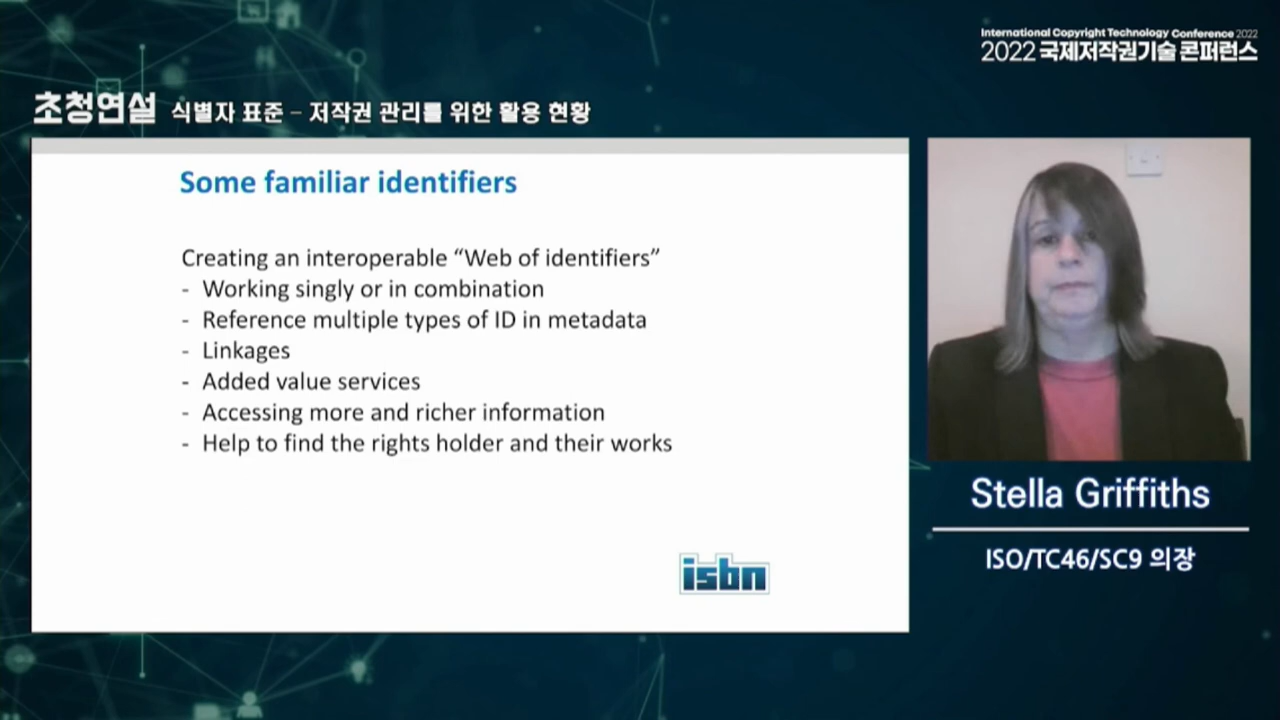 International Copyright Technology Conference 2022
2022 국제저작권기술 콘퍼런스
초청연설 식별자 표준 – 저작권 관리를 위한 활용 현황
Some familiar identifiers
Creating an interoperable “Web of identifiers”
- Working singly or in combination
- Reference multiple types of ID in metadata
- Linkages
- Added value services
- Accessing more and richer information
- Help to find the rights holder and their works
isbn
Stella Griffiths
ISO/TC46/SC9 의장